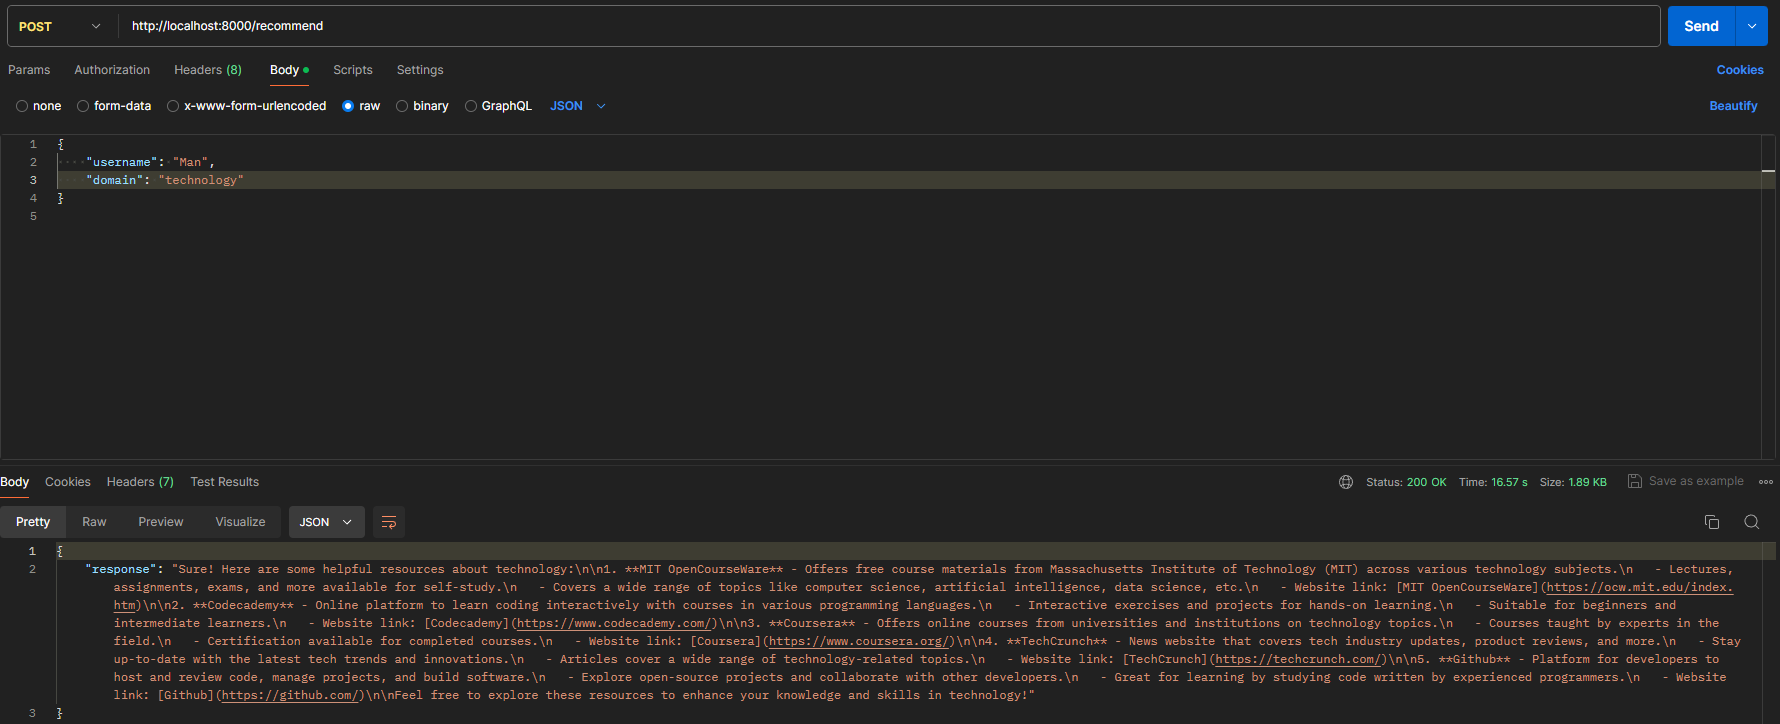 POST http://localhost:8000/recommend Send
Params Authorization Headers (8) Body Scripts Settings Cookies
none form-data x-www-form-urlencoded raw binary GraphQL JSON Beautify
1 {
2 "username": "Man",
3 "domain": "technology"
4 }
5
Body Cookies Headers (7) Test Results Status: 200 OK Time: 16.57 s Size: 1.89 KB Save as example
Pretty Raw Preview Visualize JSON
1 {
2 "response": "Sure! Here are some helpful resources about technology:\n\n1. **MIT OpenCourseWare** - Offers free course materials from Massachusetts Institute of Technology (MIT) across various technology subjects.\n   - Lectures,
assignments, exams, and more available for self-study.\n   - Covers a wide range of topics like computer science, artificial intelligence, data science, etc.\n   - Website link: [MIT OpenCourseWare](https://ocw.mit.edu/index.
htm)\n\n2. **Codecademy** - Online platform to learn coding interactively with courses in various programming languages.\n   - Interactive exercises and projects for hands-on learning.\n   - Suitable for beginners and
intermediate learners.\n   - Website link: [Codecademy](https://www.codecademy.com/)\n\n3. **Coursera** - Offers online courses from universities and institutions on technology topics.\n   - Courses taught by experts in the
field.\n   - Certification available for completed courses.\n   - Website link: [Coursera](https://www.coursera.org/)\n\n4. **TechCrunch** - News website that covers tech industry updates, product reviews, and more.\n   - Stay
up-to-date with the latest tech trends and innovations.\n   - Articles cover a wide range of technology-related topics.\n   - Website link: [TechCrunch](https://techcrunch.com/)\n\n5. **Github** - Platform for developers to
host and review code, manage projects, and build software.\n   - Explore open-source projects and collaborate with other developers.\n   - Great for learning by studying code written by experienced programmers.\n   - Website
link: [Github](https://github.com/)\n\nFeel free to explore these resources to enhance your knowledge and skills in technology!"
3 }